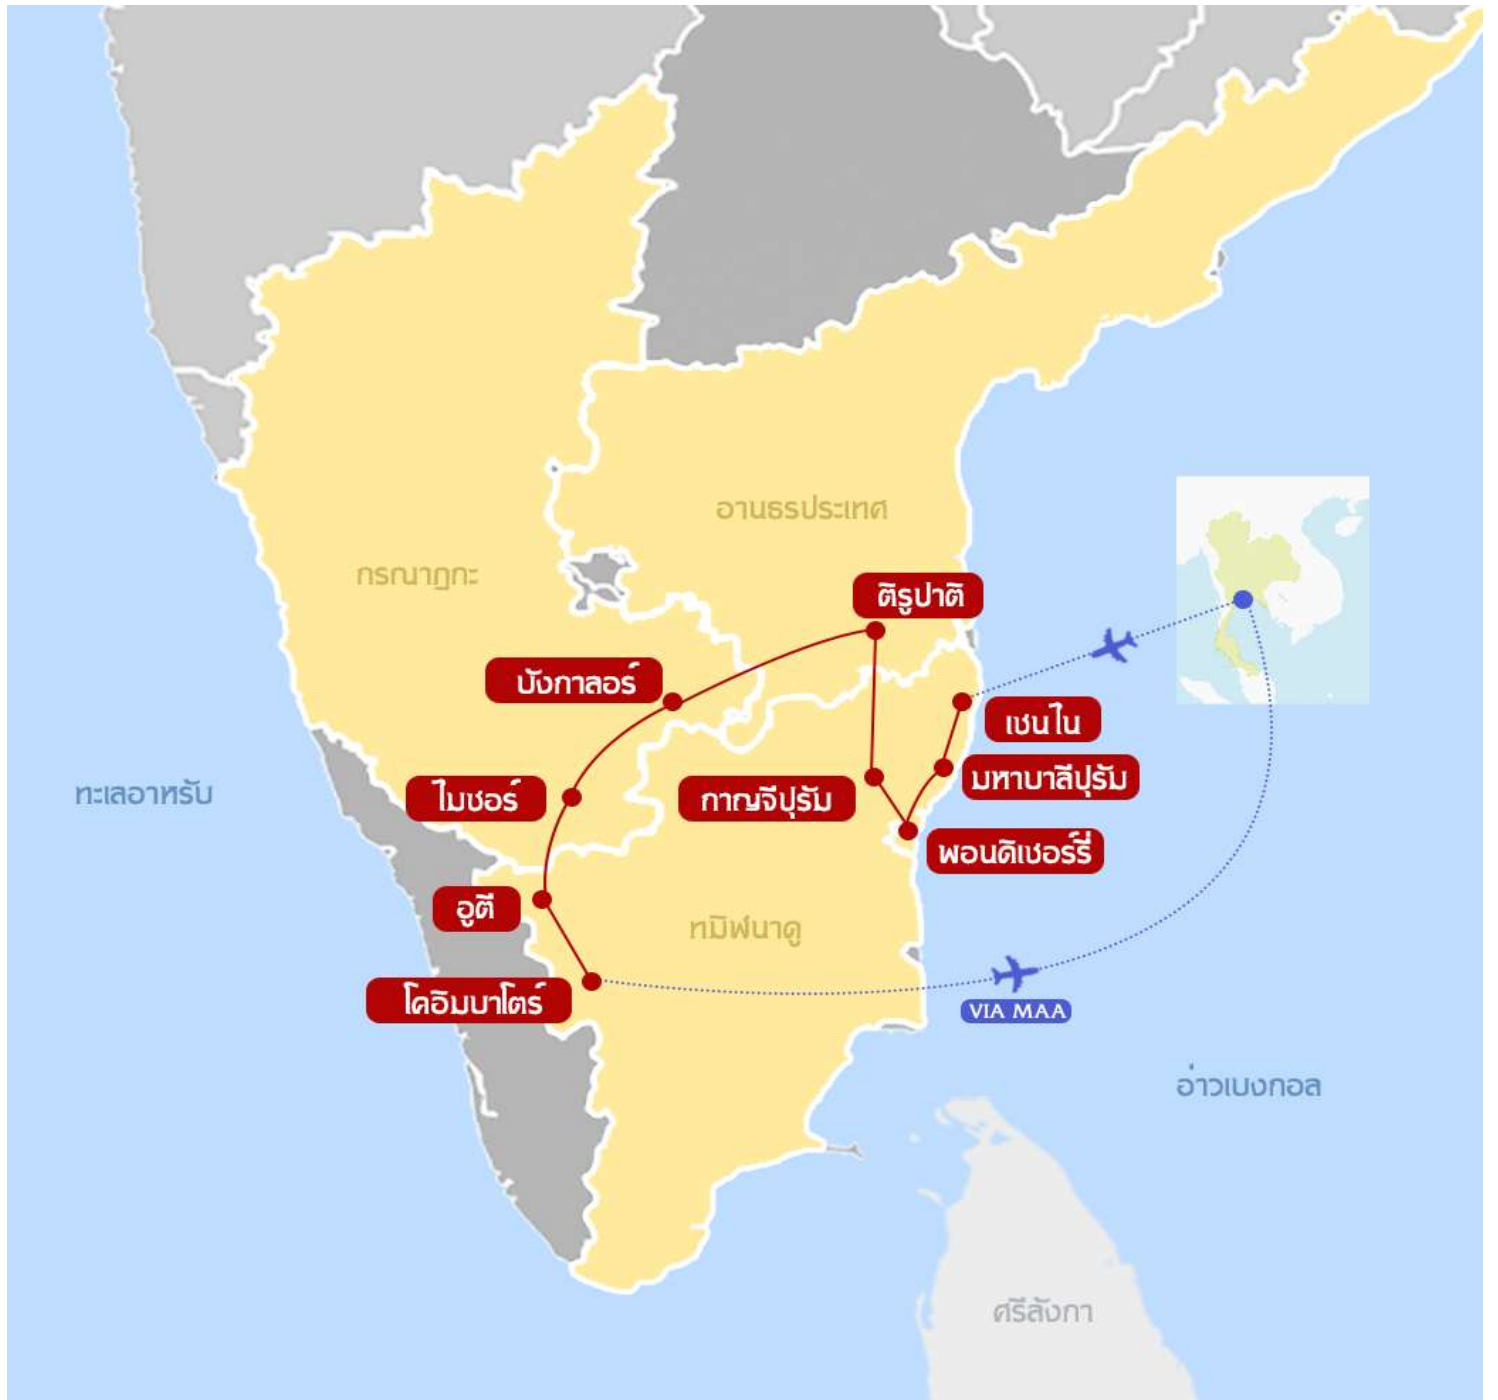 อานธรประเทศ
กรณาฏกะ
ติรูปาติ
บังกาลอร์
เชนไน
ทะเลอาหรับ
ไมซอร์
กาญจีปุรัม
มหาบาลีปุรัม
พอนดิเชอร์รี่
อูตี
ทมิฬนาดู
โคอิมบาโตร์
VIA MAA
อ่าวเบงกอล
ศรีลังกา